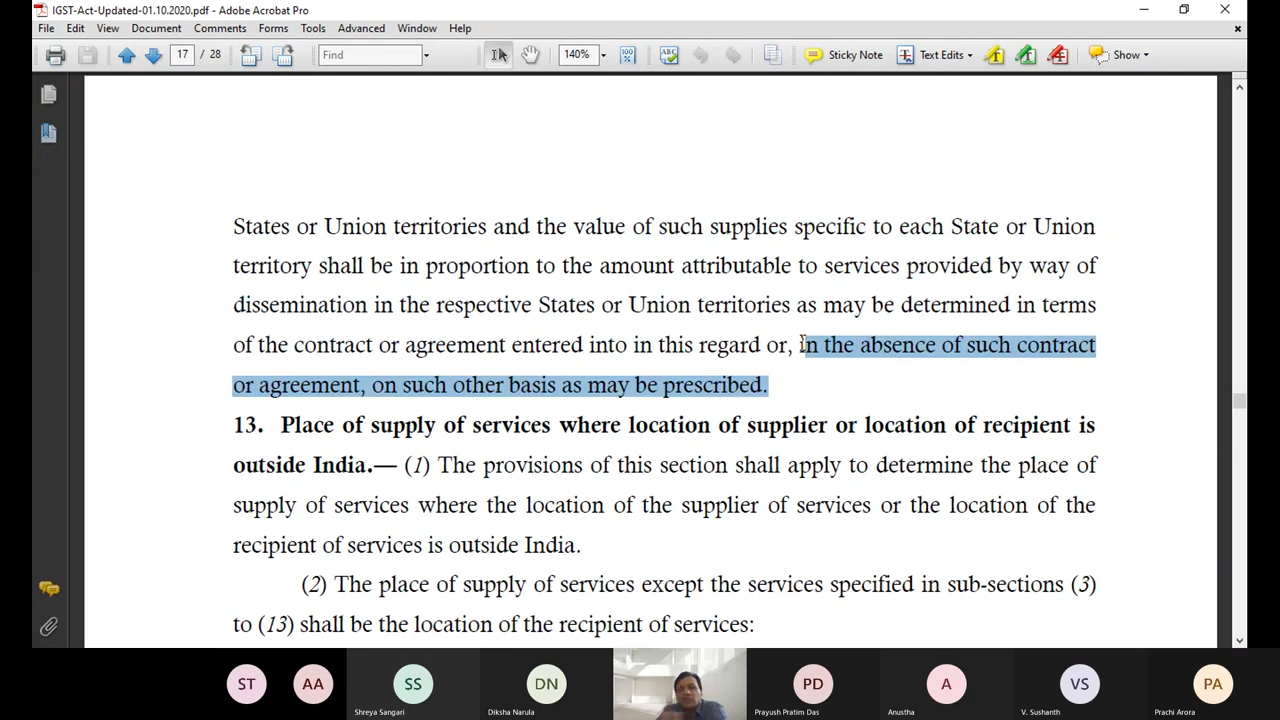 IGST-Act-Updated-01.10.2020.pdf - Adobe Acrobat Pro
File Edit View Document Comments Forms Tools Advanced Window Help
17 / 28 Find 140% Sticky Note Text Edits Show
States or Union territories and the value of such supplies specific to each State or Union
territory shall be in proportion to the amount attributable to services provided by way of
dissemination in the respective States or Union territories as may be determined in terms
of the contract or agreement entered into in this regard or, in the absence of such contract
or agreement, on such other basis as may be prescribed.
13. Place of supply of services where location of supplier or location of recipient is
outside India.— (1) The provisions of this section shall apply to determine the place of
supply of services where the location of the supplier of services or the location of the
recipient of services is outside India.
(2) The place of supply of services except the services specified in sub-sections (3)
to (13) shall be the location of the recipient of services:
ST AA SS DN PD A VS PA
Shreya Sangari Diksha Narula Prayush Pratim Das Anustha V. Sushanth Prachi Arora